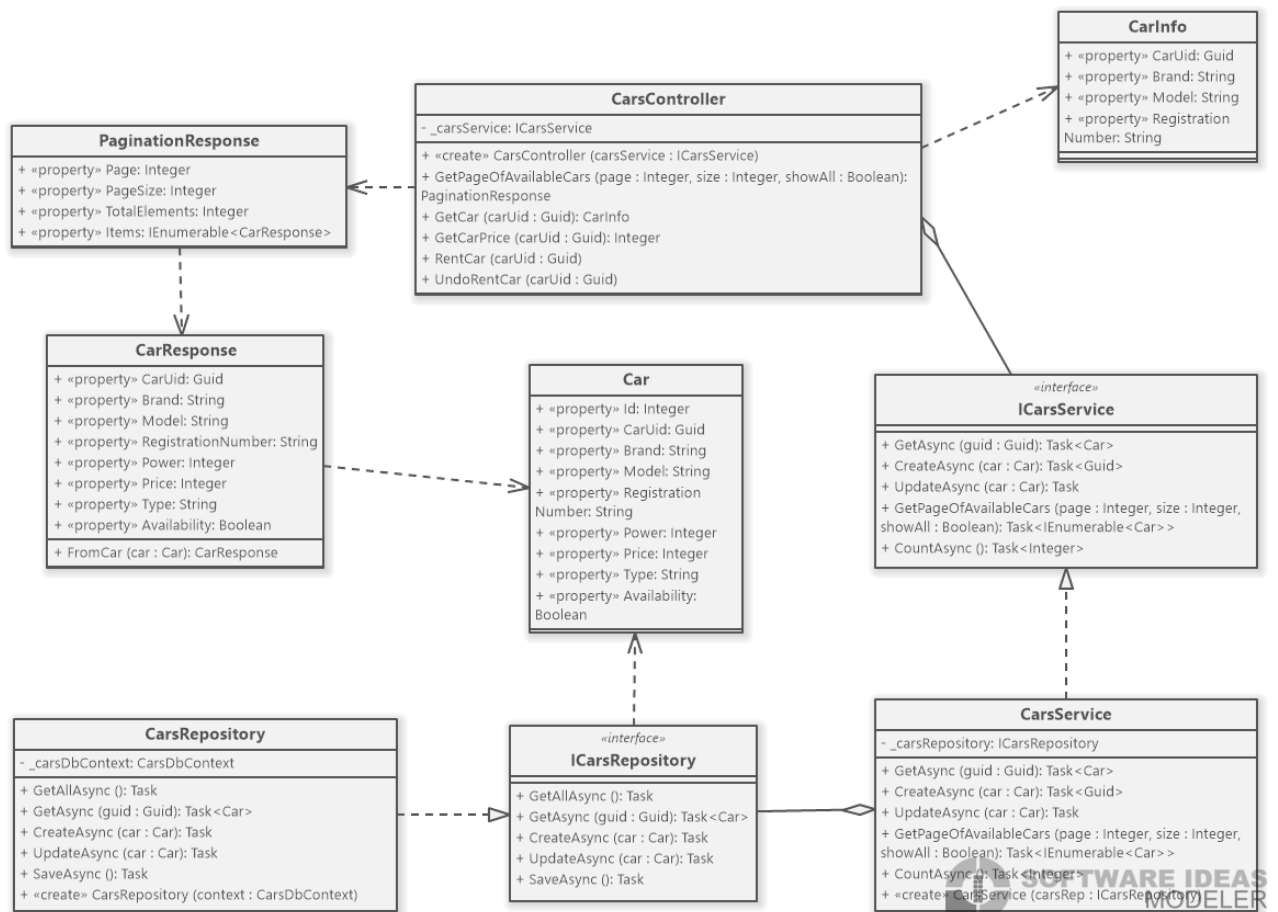 CarInfo
+ «property» CarUid: Guid
+ «property» Brand: String
+ «property» Model: String
+ «property» Registration
Number: String
CarsController
- _carsService: ICarsService
+ «create» CarsController (carsService : ICarsService)
+ GetPageOfAvailableCars (page : Integer, size : Integer, showAll : Boolean):
PaginationResponse
+ GetCar (carUid : Guid): CarInfo
+ GetCarPrice (carUid : Guid): Integer
+ RentCar (carUid : Guid)
+ UndoRentCar (carUid : Guid)
PaginationResponse
+ «property» Page: Integer
+ «property» PageSize: Integer
+ «property» TotalElements: Integer
+ «property» Items: IEnumerable<CarResponse>
CarResponse
+ «property» CarUid: Guid
+ «property» Brand: String
+ «property» Model: String
+ «property» RegistrationNumber: String
+ «property» Power: Integer
+ «property» Price: Integer
+ «property» Type: String
+ «property» Availability: Boolean
+ FromCar (car : Car): CarResponse
Car
+ «property» Id: Integer
+ «property» CarUid: Guid
+ «property» Brand: String
+ «property» Model: String
+ «property» Registration
Number: String
+ «property» Power: Integer
+ «property» Price: Integer
+ «property» Type: String
+ «property» Availability:
Boolean
«interface»
ICarsService
+ GetAsync (guid : Guid): Task<Car>
+ CreateAsync (car : Car): Task<Guid>
+ UpdateAsync (car : Car): Task
+ GetPageOfAvailableCars (page : Integer, size : Integer,
showAll : Boolean): Task<IEnumerable<Car>>
+ CountAsync (): Task<Integer>
CarsRepository
- _carsDbContext: CarsDbContext
+ GetAllAsync (): Task
+ GetAsync (guid : Guid): Task<Car>
+ CreateAsync (car : Car): Task
+ UpdateAsync (car : Car): Task
+ SaveAsync (): Task
+ «create» CarsRepository (context : CarsDbContext)
«interface»
ICarsRepository
+ GetAllAsync (): Task
+ GetAsync (guid : Guid): Task<Car>
+ CreateAsync (car : Car): Task
+ UpdateAsync (car : Car): Task
+ SaveAsync (): Task
CarsService
- _carsRepository: ICarsRepository
+ GetAsync (guid : Guid): Task<Car>
+ CreateAsync (car : Car): Task<Guid>
+ UpdateAsync (car : Car): Task
+ GetPageOfAvailableCars (page : Integer, size : Integer,
showAll : Boolean): Task<IEnumerable<Car>>
+ CountAsync (): Task<Integer>
+ «create» CarsService (carsRep : ICarsRepository)
SOFTWARE IDEAS
MODELER